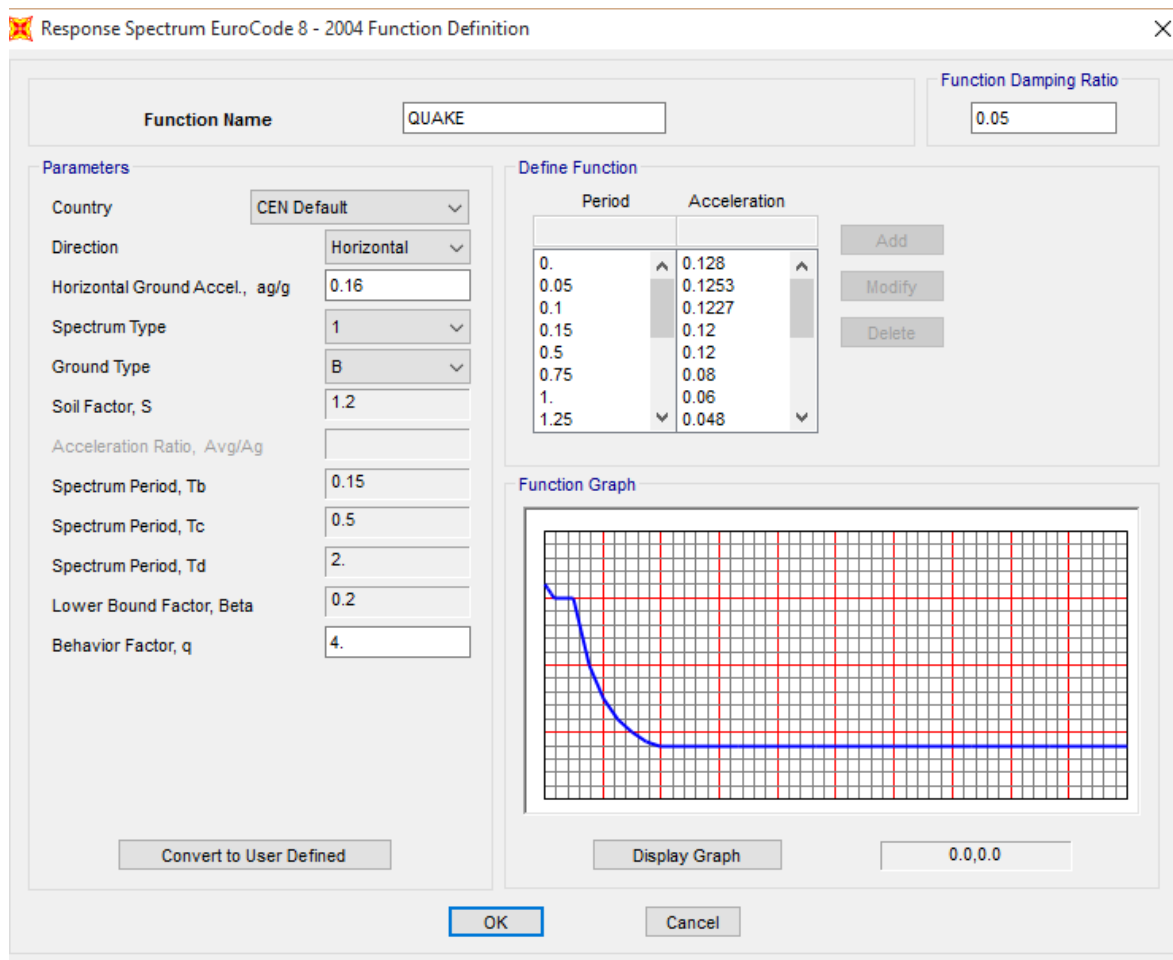 Response Spectrum EuroCode 8 - 2004 Function Definition
Function Name
QUAKE
Function Damping Ratio
0.05
Parameters
Country
CEN Default
Direction
Horizontal
Horizontal Ground Accel., ag/g
0.16
Spectrum Type
1
Ground Type
B
Soil Factor, S
1.2
Acceleration Ratio, Avg/Ag
Spectrum Period, Tb
0.15
Spectrum Period, Tc
0.5
Spectrum Period, Td
2.
Lower Bound Factor, Beta
0.2
Behavior Factor, q
4.
Convert to User Defined
Define Function
Period Acceleration
0. 0.128
0.05 0.1253
0.1 0.1227
0.15 0.12
0.5 0.12
0.75 0.08
1. 0.06
1.25 0.048
Add
Modify
Delete
Function Graph
Display Graph
0.0,0.0
OK
Cancel